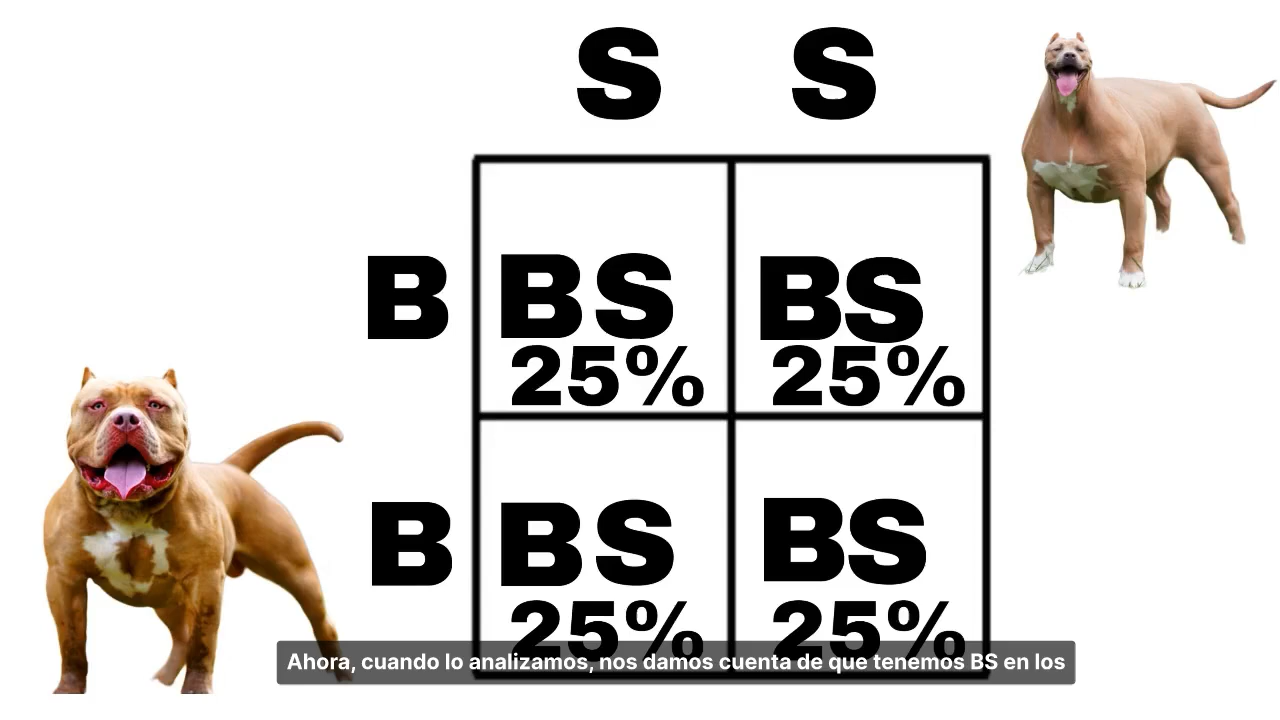 S S
B BS BS
25% 25%
B BS BS
25% 25%
Ahora, cuando lo analizamos, nos damos cuenta de que tenemos BS en los